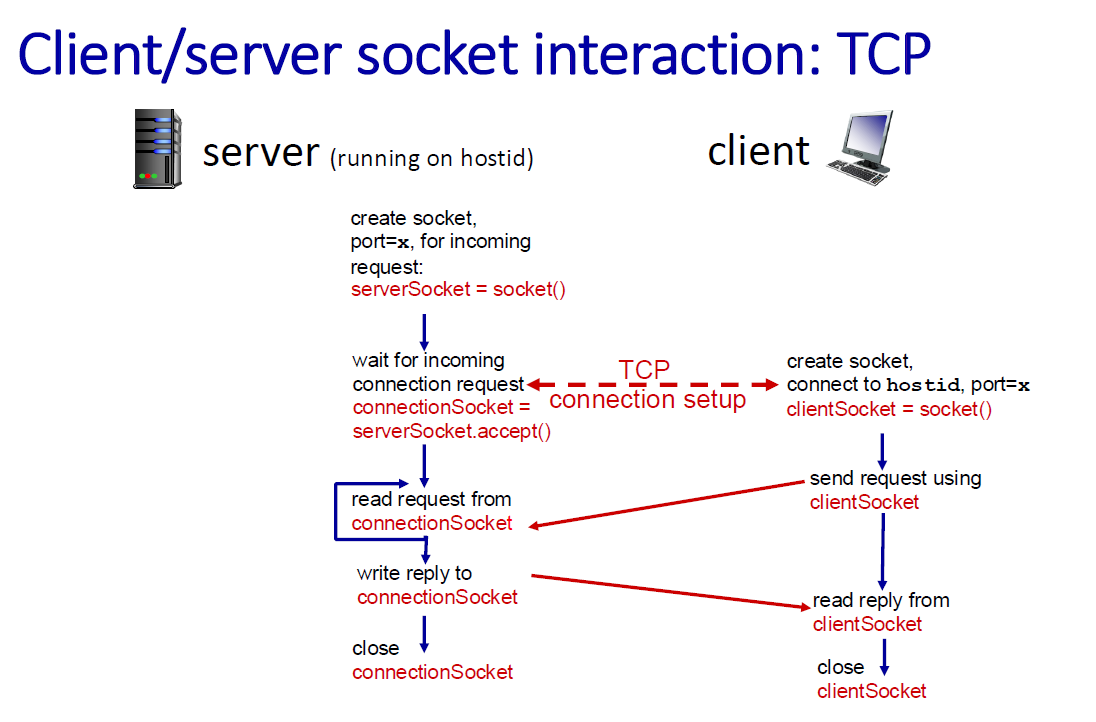 Client/server socket interaction: TCP
server (running on hostid)
client
create socket,
port=x, for incoming
request:
serverSocket = socket()
wait for incoming
connection request
connectionSocket =
serverSocket.accept()
TCP
connection setup
create socket,
connect to hostid, port=x
clientSocket = socket()
send request using
clientSocket
read request from
connectionSocket
write reply to
connectionSocket
read reply from
clientSocket
close
connectionSocket
close
clientSocket